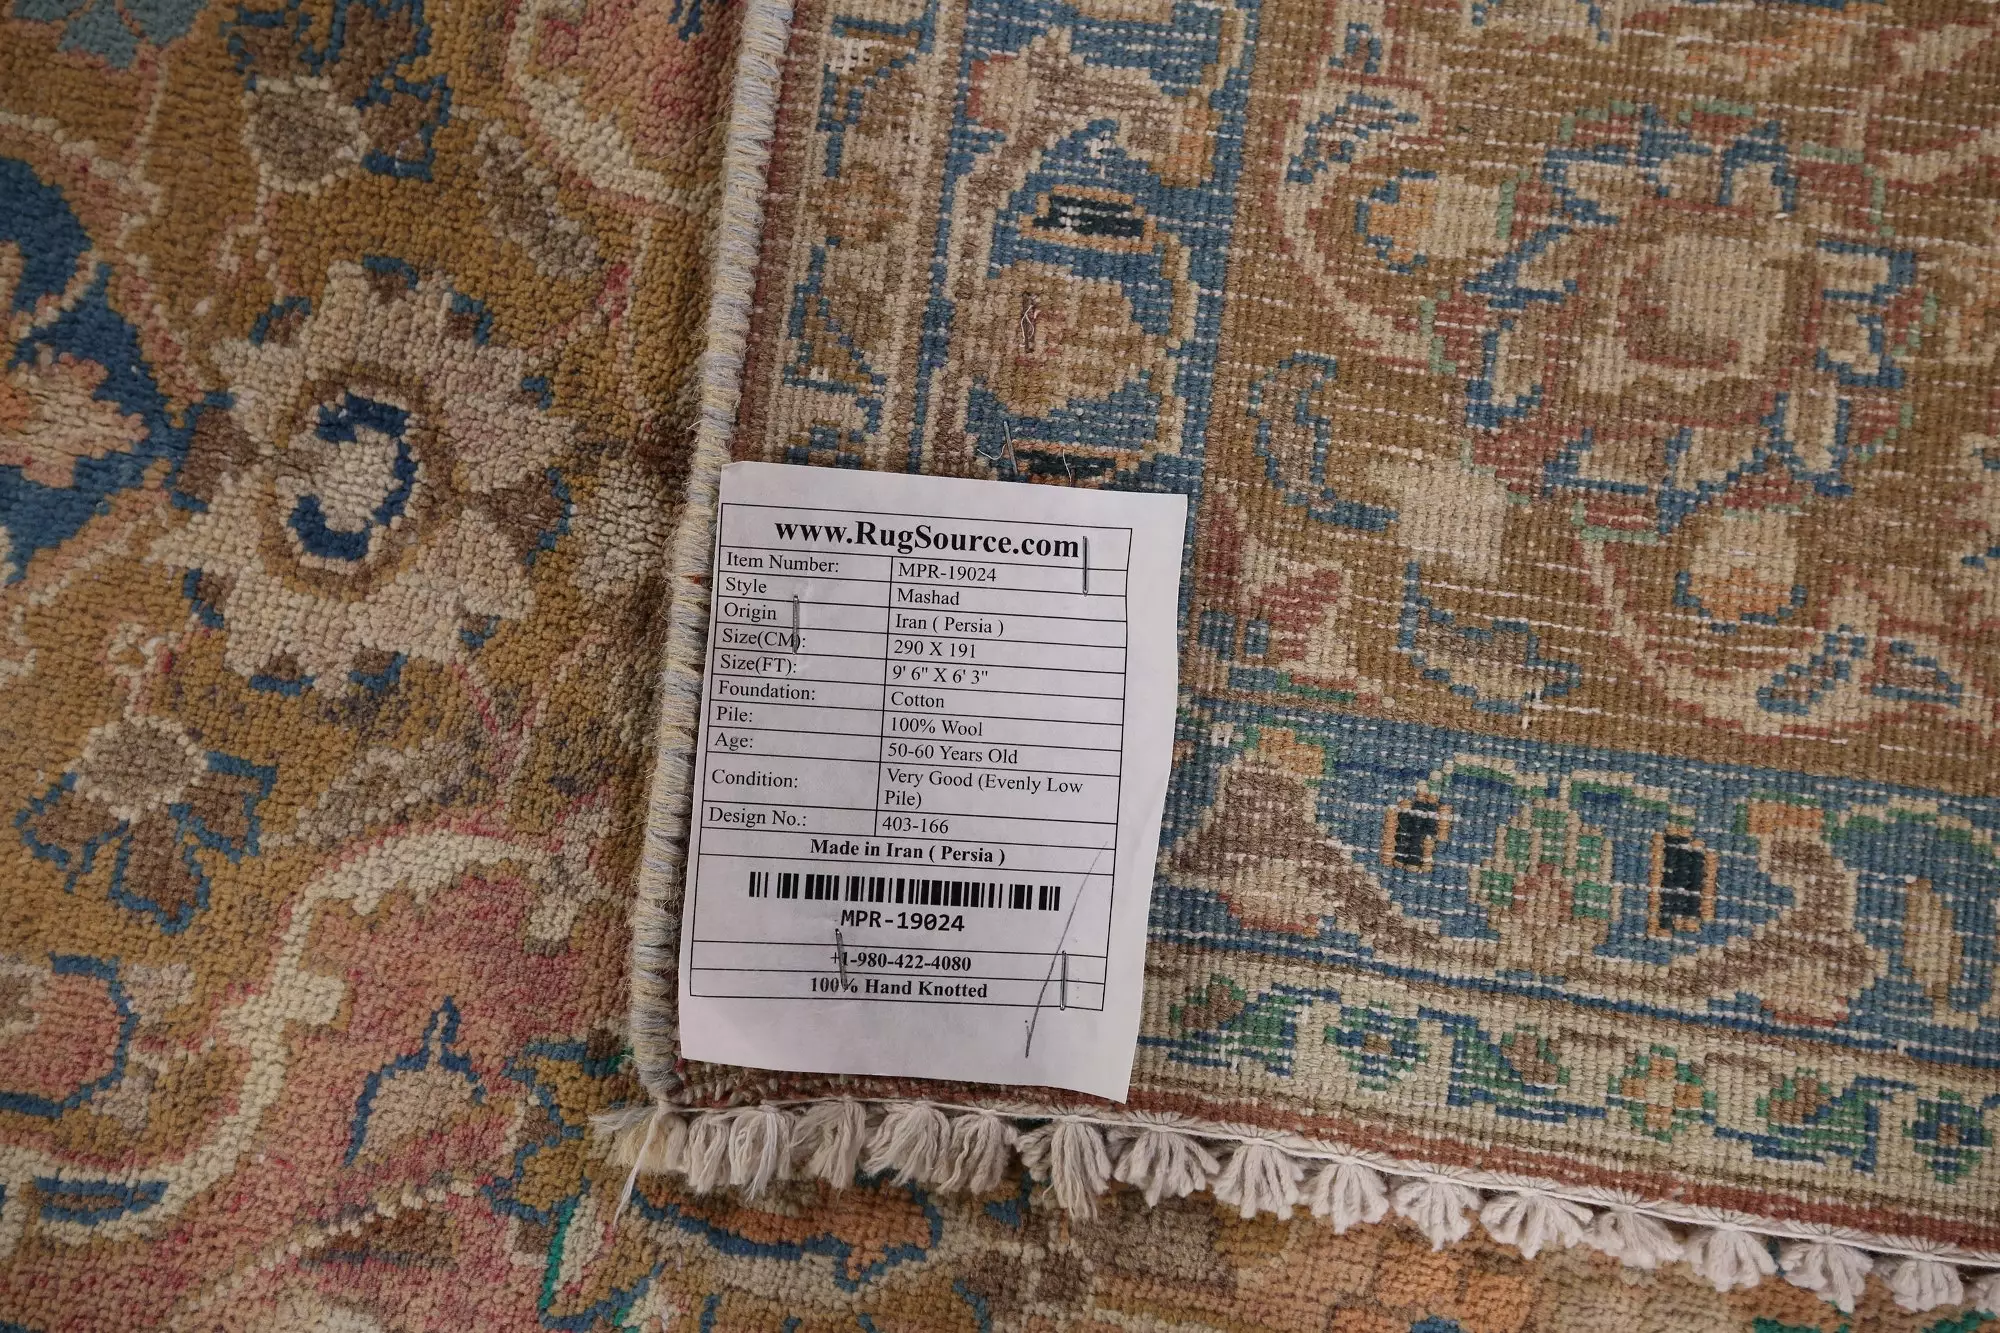 www.RugSource.com
Item Number: MPR-19024
Style Mashad
Origin Iran ( Persia )
Size(CM): 290 X 191
Size(FT): 9' 6" X 6' 3"
Foundation: Cotton
Pile: 100% Wool
Age: 50-60 Years Old
Condition: Very Good (Evenly Low
Pile)
Design No.: 403-166
Made in Iran ( Persia )
MPR-19024
+1-980-422-4080
100% Hand Knotted